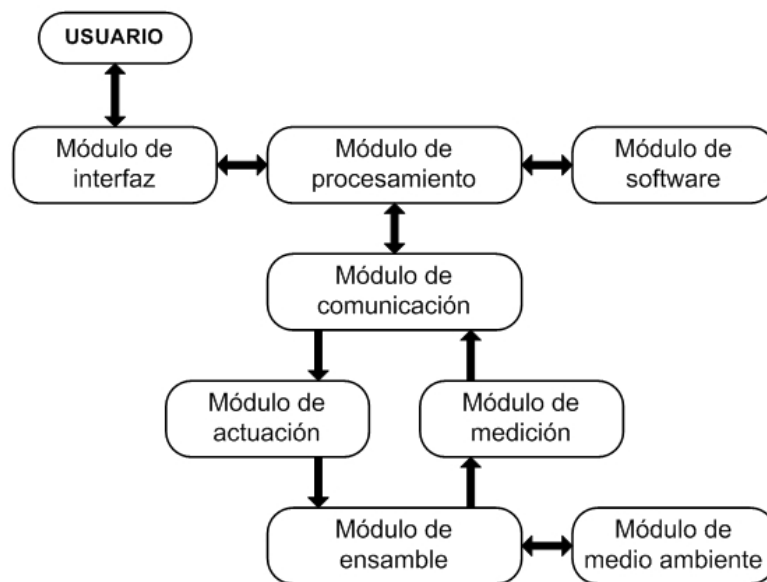 USUARIO
Módulo de
interfaz
Módulo de
procesamiento
Módulo de
software
Módulo de
comunicación
Módulo de
actuación
Módulo de
medición
Módulo de
ensamble
Módulo de
medio ambiente